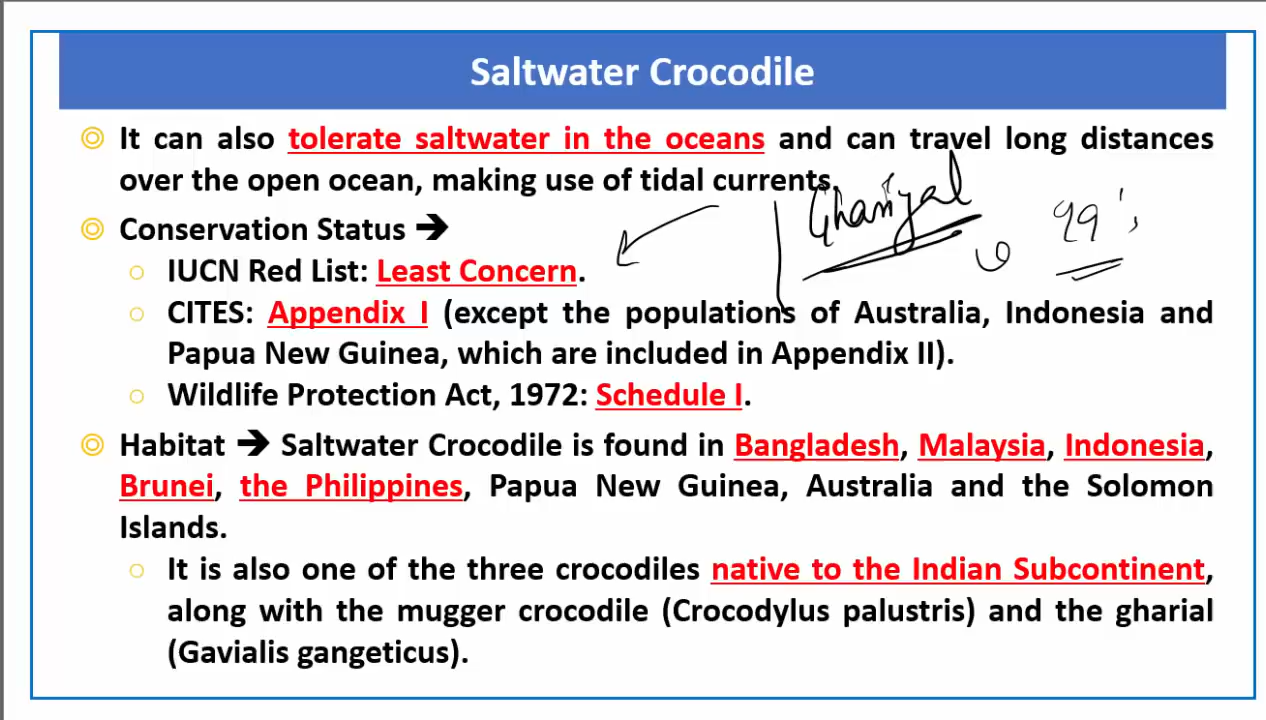 Saltwater Crocodile
It can also tolerate saltwater in the oceans and can travel long distances
over the open ocean, making use of tidal currents.
Ghariyal
99's
Conservation Status ➔
IUCN Red List: Least Concern.
CITES: Appendix I (except the populations of Australia, Indonesia and
Papua New Guinea, which are included in Appendix II).
Wildlife Protection Act, 1972: Schedule I.
Habitat ➔ Saltwater Crocodile is found in Bangladesh, Malaysia, Indonesia,
Brunei, the Philippines, Papua New Guinea, Australia and the Solomon
Islands.
It is also one of the three crocodiles native to the Indian Subcontinent,
along with the mugger crocodile (Crocodylus palustris) and the gharial
(Gavialis gangeticus).